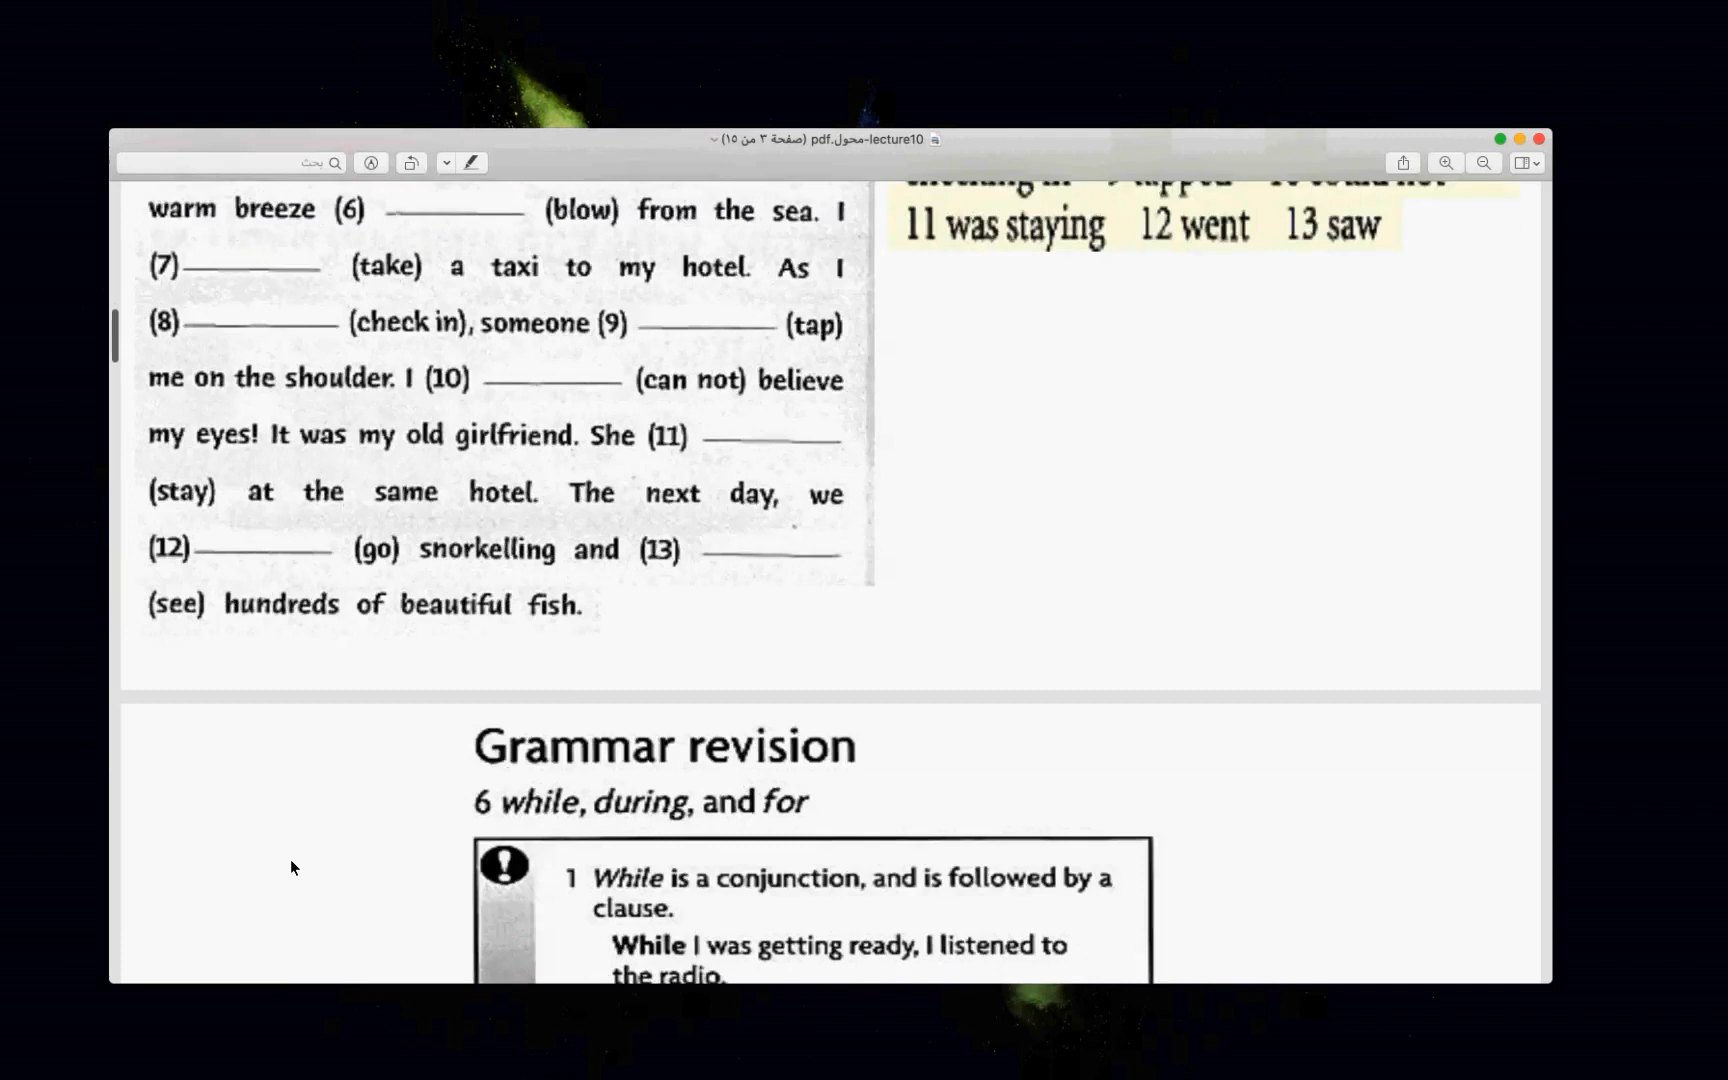 lecture10-محول.pdf (صفحة ٣ من ١٥)
بحث
warm breeze (6) ________ (blow) from the sea. I
(7)________ (take) a taxi to my hotel. As I
(8)________ (check in), someone (9) ________ (tap)
me on the shoulder. I (10) ________ (can not) believe
my eyes! It was my old girlfriend. She (11) ________
(stay) at the same hotel. The next day, we
(12)________ (go) snorkelling and (13) ________
(see) hundreds of beautiful fish.
11 was staying 12 went 13 saw
Grammar revision
6 while, during, and for
1 While is a conjunction, and is followed by a
clause.
While I was getting ready, I listened to
the radio.